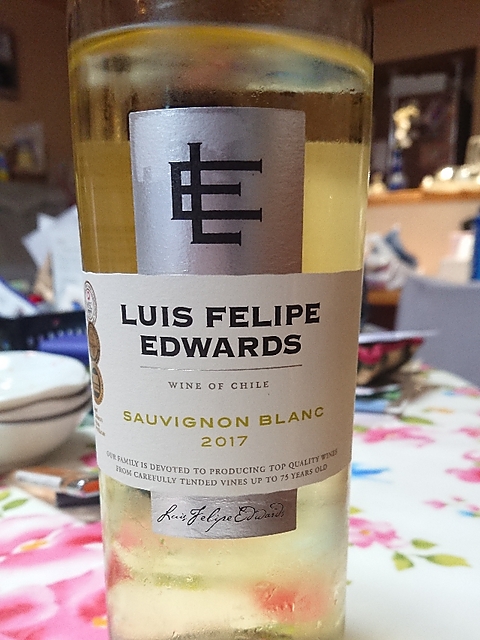 LFE
LUIS FELIPE
EDWARDS
WINE OF CHILE
SAUVIGNON BLANC
2017
OUR FAMILY IS DEVOTED TO PRODUCING TOP QUALITY WINES
FROM CAREFULLY TENDED VINES UP TO 75 YEARS OLD
Luis Felipe Edwards